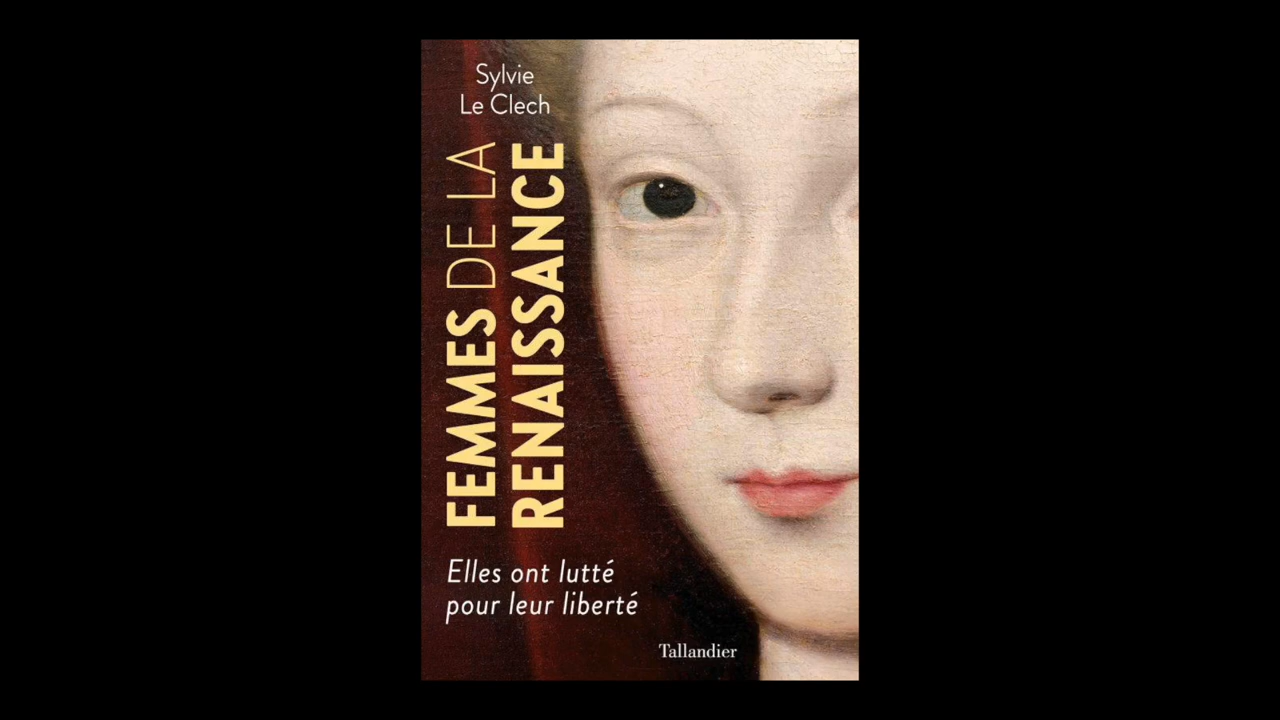 Sylvie
Le Clech
FEMMES DE LA
RENAISSANCE
Elles ont lutté
pour leur liberté
Tallandier